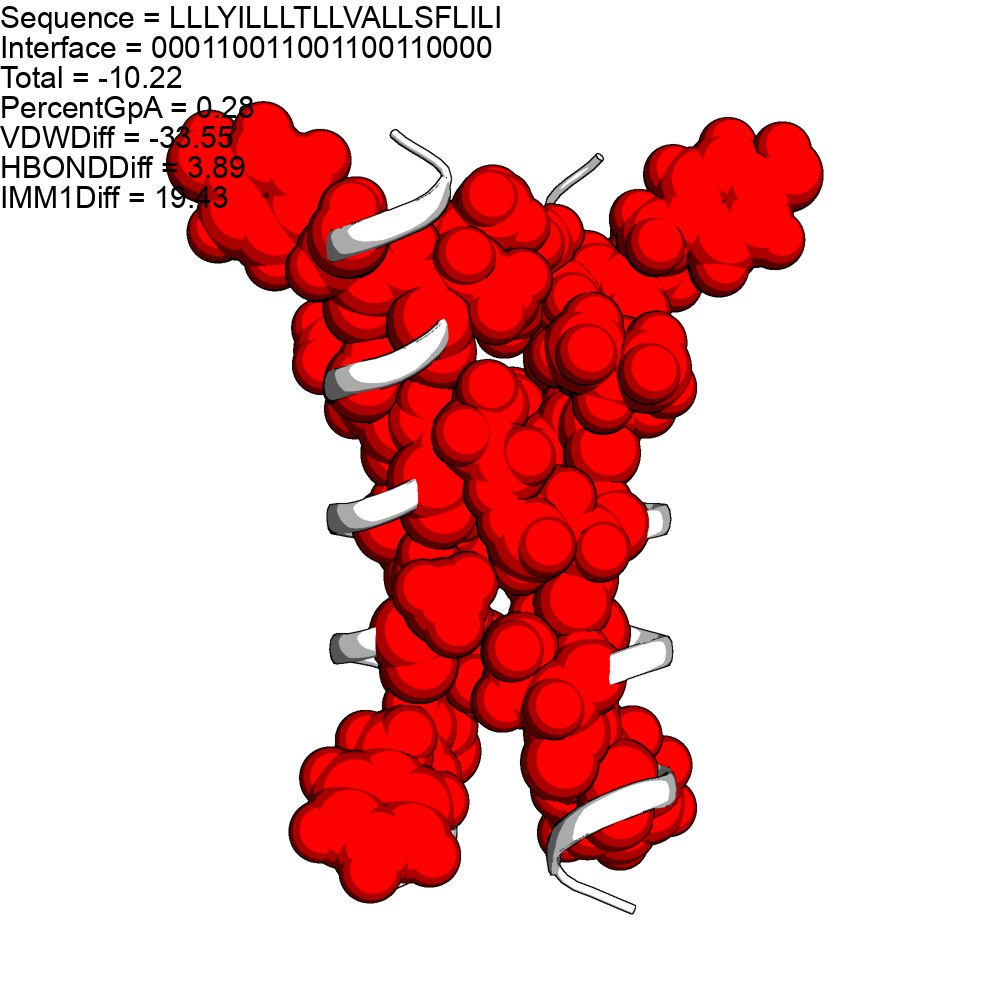 Sequence = LLLYILLLTLLVALLSFLILI
Interface = 000110011001100110000
Total = -10.22
PercentGpA = 0.28
VDWDiff = -33.55
HBONDDiff = 3.89
IMM1Diff = 19.43